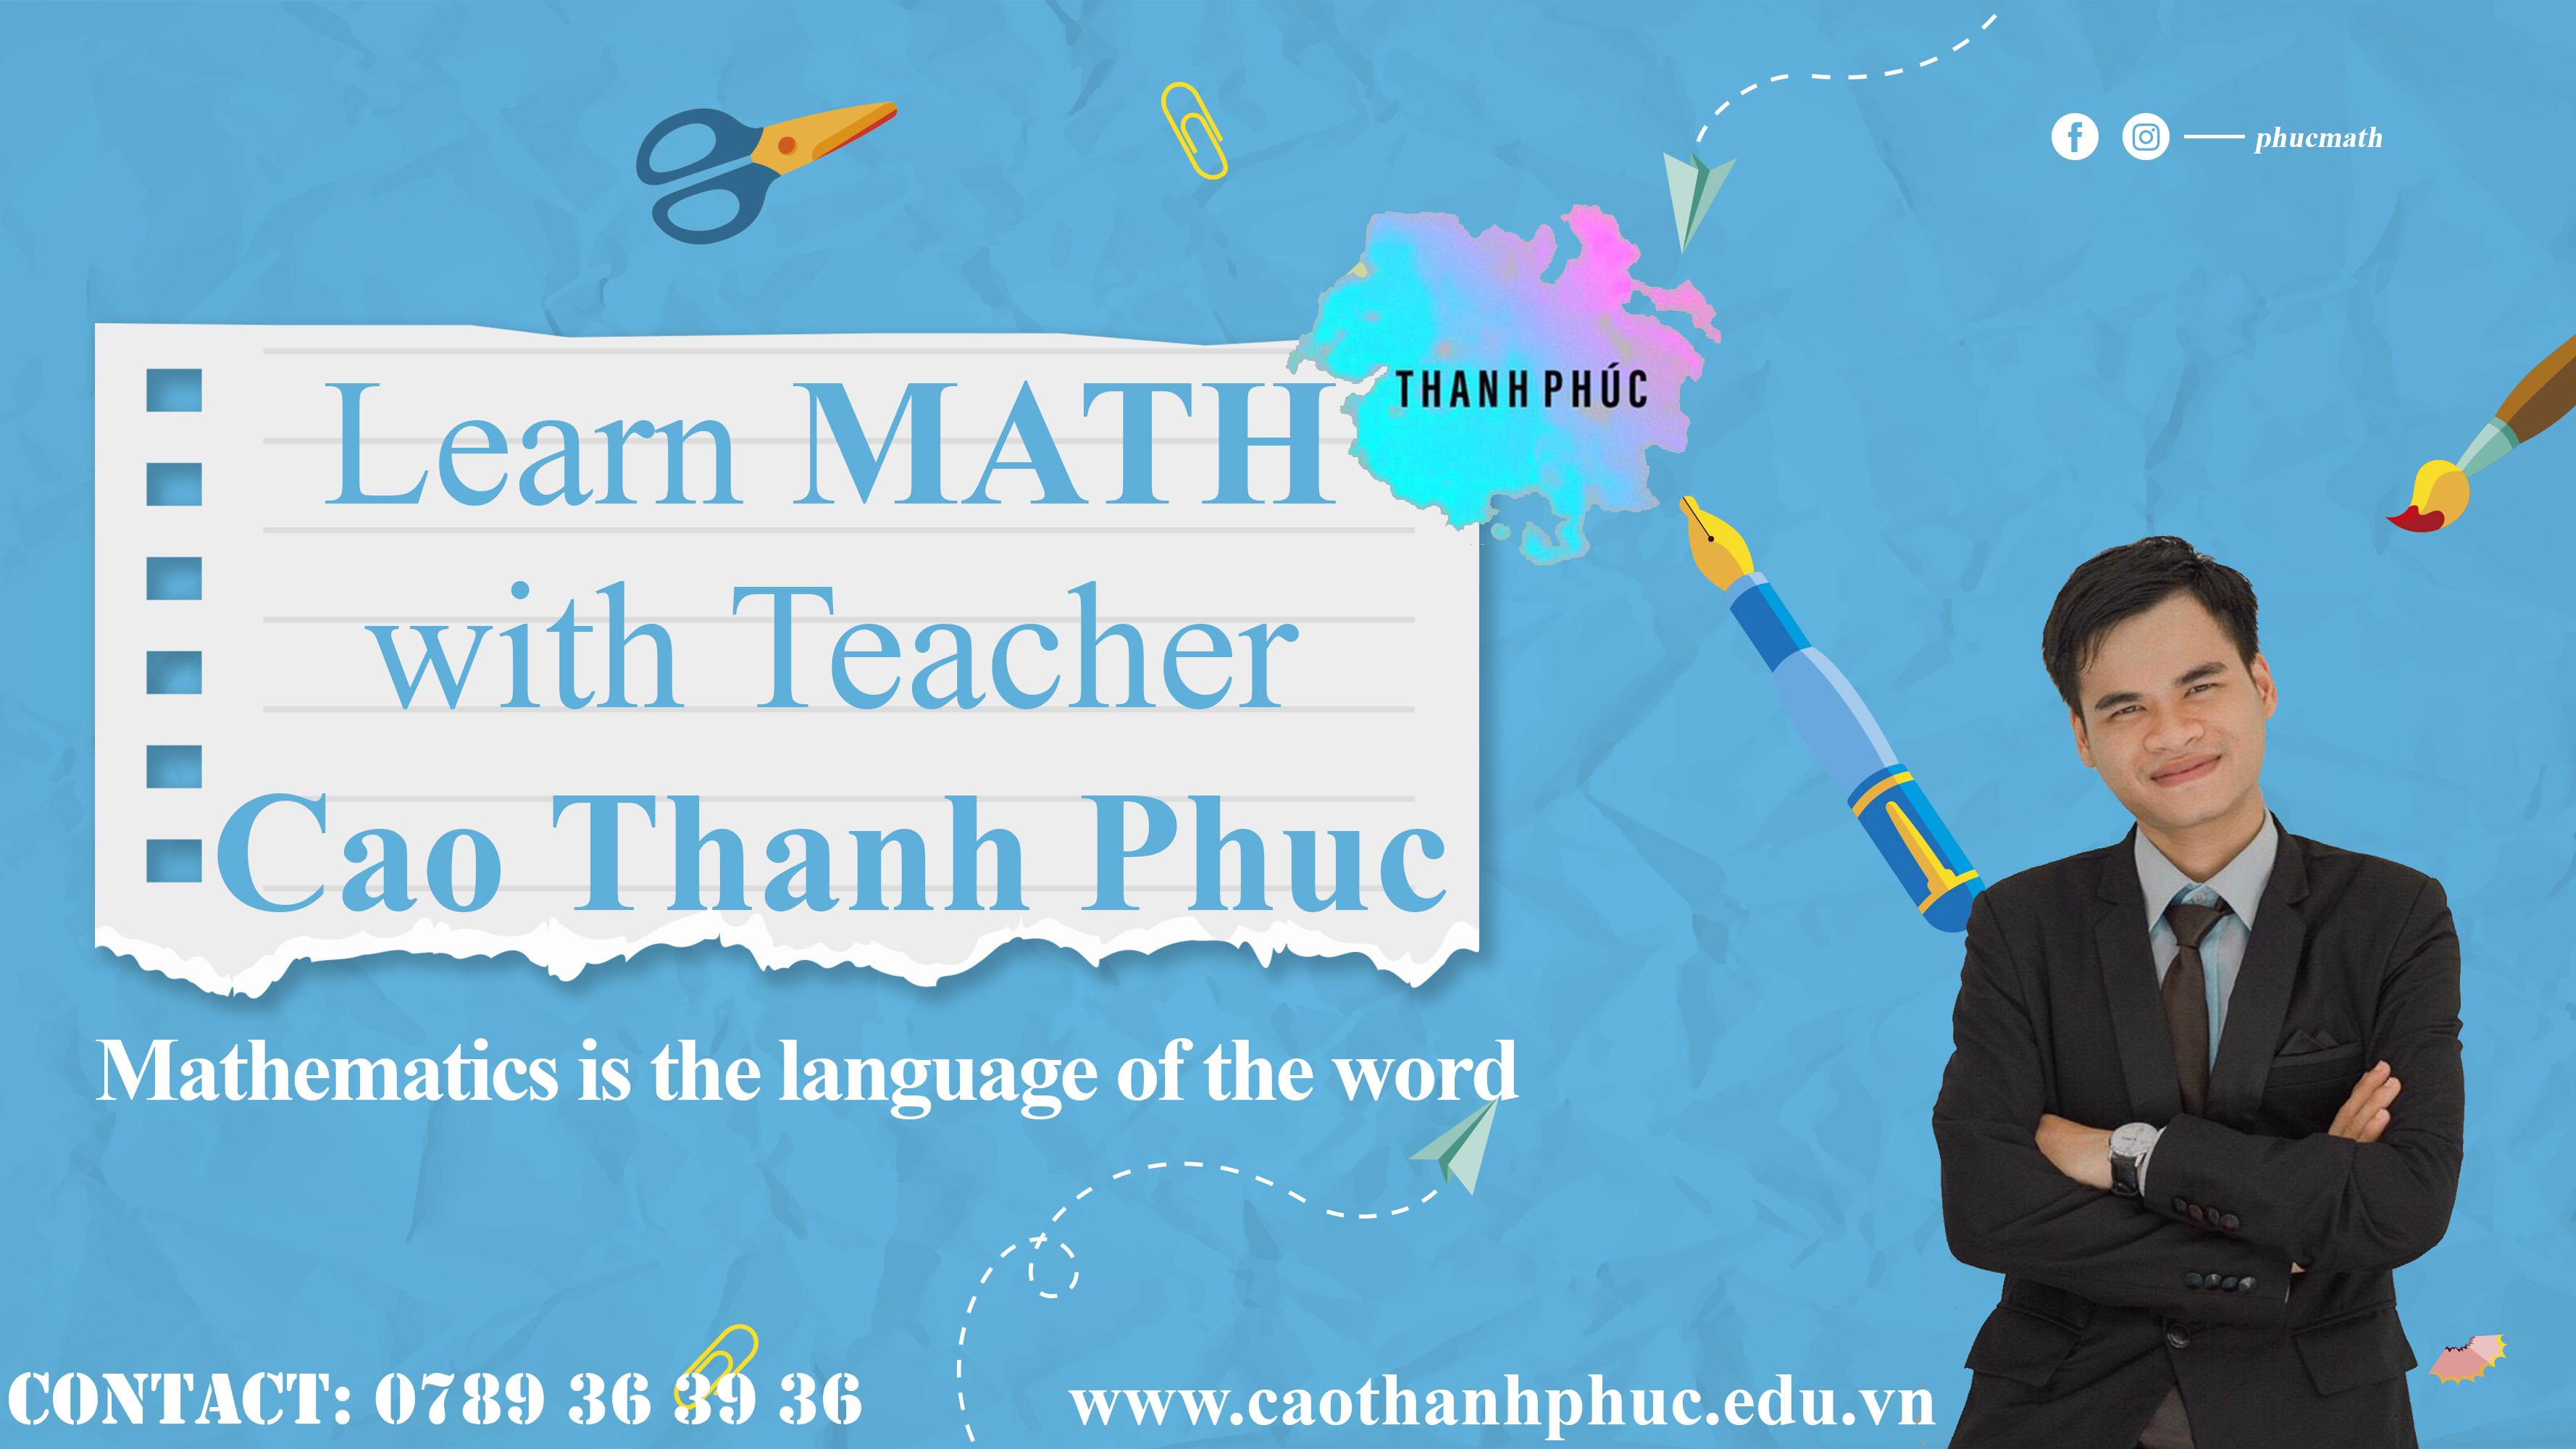 phucmath
THANH PHÚC
Learn MATH
with Teacher
Cao Thanh Phuc
Mathematics is the language of the word
CONTACT: 0789 36 39 36
www.caothanhphuc.edu.vn